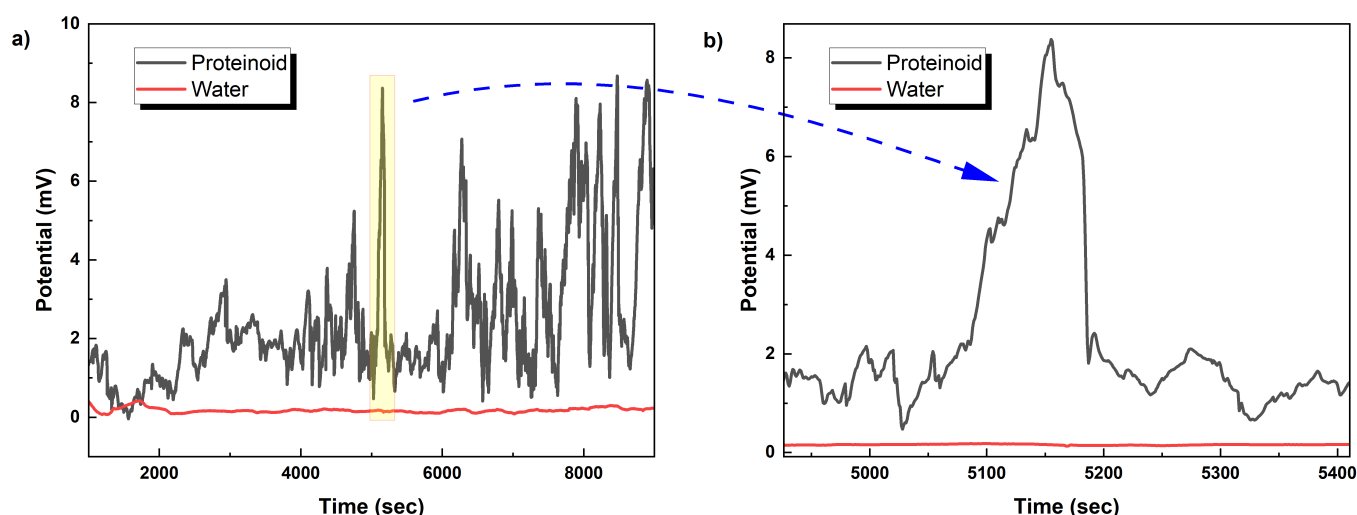 a)
Proteinoid
Water
Potential (mV)
10
8
6
4
2
0
2000 4000 6000 8000
Time (sec)
b)
Proteinoid
Water
Potential (mV)
8
6
4
2
0
5000 5100 5200 5300 5400
Time (sec)